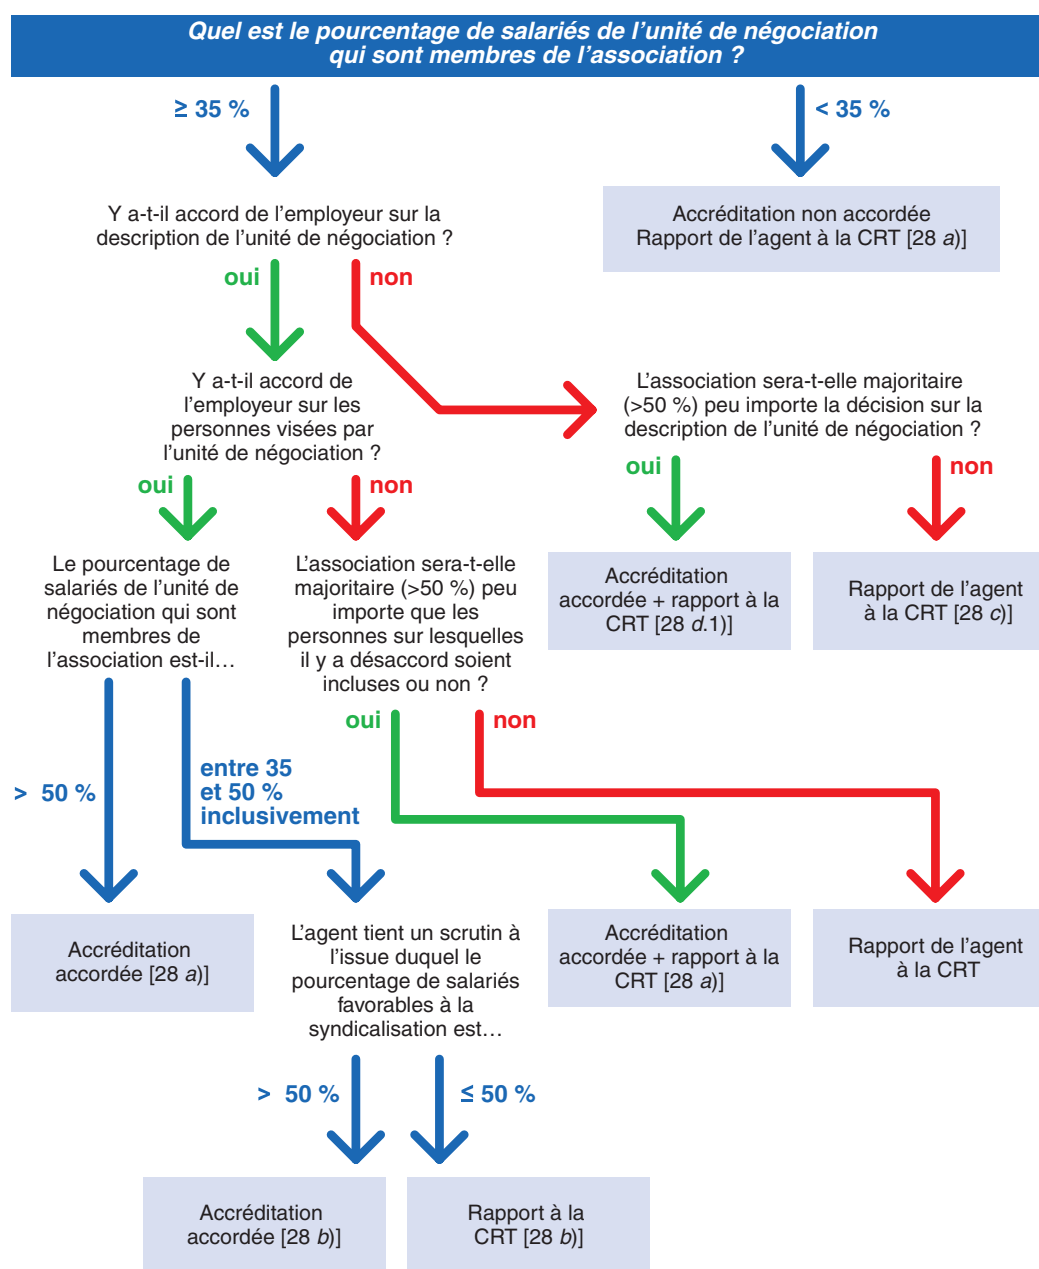 Quel est le pourcentage de salariés de l’unité de négociation
qui sont membres de l’association ?
≥ 35 %
< 35 %
Y a-t-il accord de l’employeur sur la
description de l’unité de négociation ?
Accréditation non accordée
Rapport de l’agent à la CRT [28 a)]
oui
non
Y a-t-il accord de
l’employeur sur les
personnes visées par
l’unité de négociation ?
L’association sera-t-elle majoritaire
(>50 %) peu importe la décision sur la
description de l’unité de négociation ?
oui
non
oui
non
Le pourcentage de
salariés de l’unité de
négociation qui sont
membres de
l’association est-il…
L’association sera-t-elle
majoritaire (>50 %) peu
importe que les
personnes sur lesquelles
il y a désaccord soient
incluses ou non ?
Accréditation
accordée + rapport à la
CRT [28 d.1)]
Rapport de l’agent
à la CRT [28 c)]
oui
non
> 50 %
entre 35
et 50 %
inclusivement
Accréditation
accordée [28 a)]
L’agent tient un scrutin à
l’issue duquel le
pourcentage de salariés
favorables à la
syndicalisation est…
Accréditation
accordée + rapport à la
CRT [28 a)]
Rapport de l’agent
à la CRT
> 50 %
≤ 50 %
Accréditation
accordée [28 b)]
Rapport à la
CRT [28 b)]